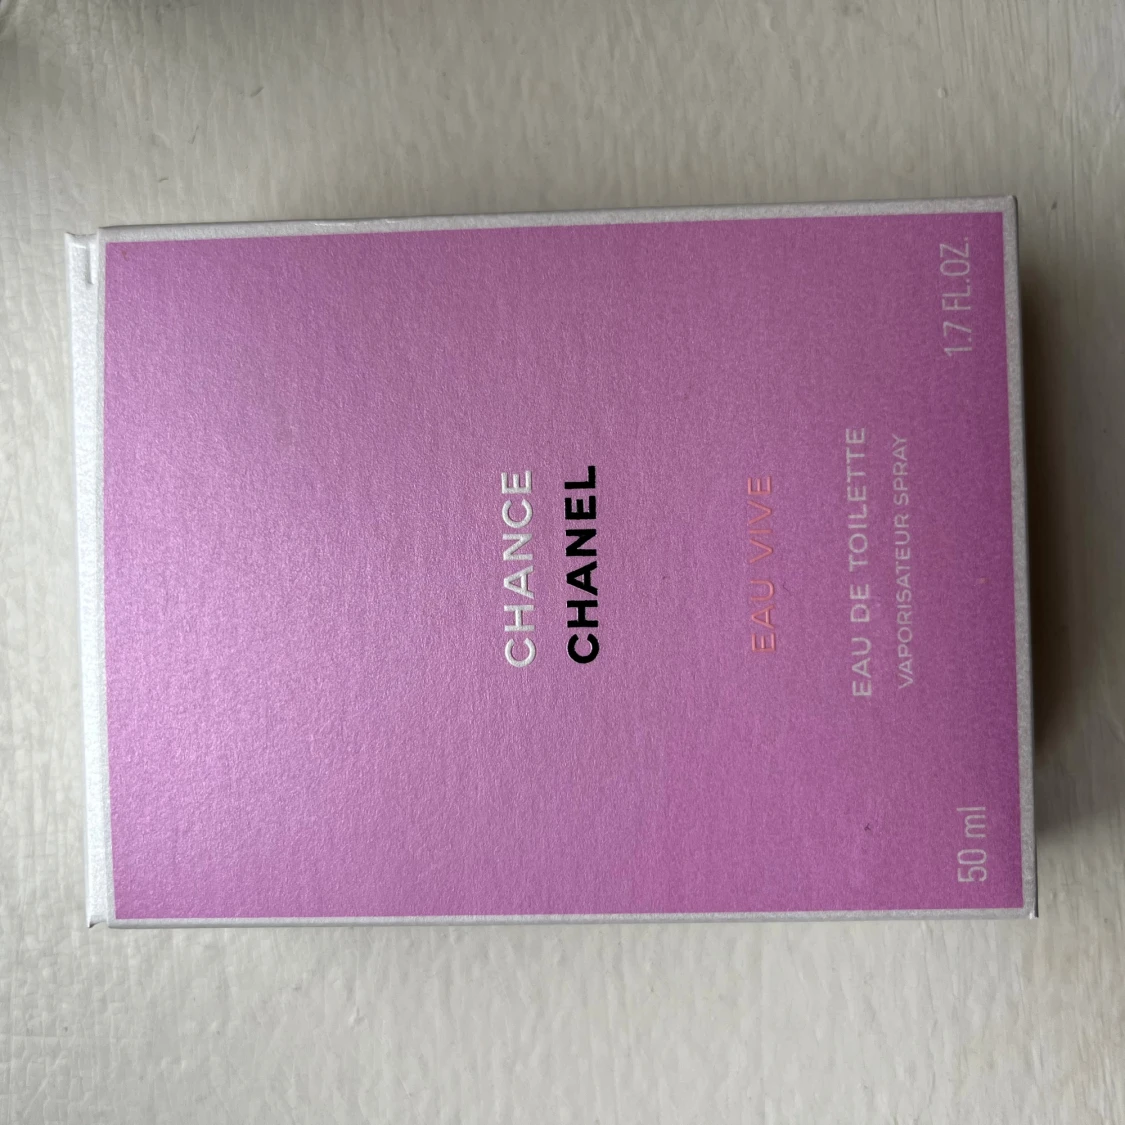 CHANCE
CHANEL
EAU VIVE
EAU DE TOILETTE
VAPORISATEUR SPRAY
50 ml 1.7 FL.OZ.